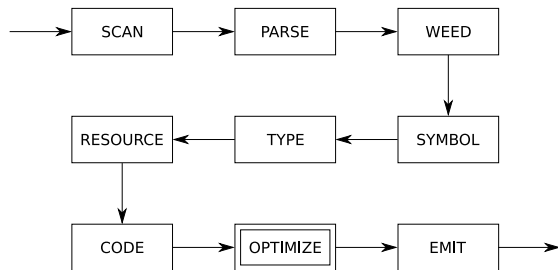 SCAN PARSE WEED
RESOURCE TYPE SYMBOL
CODE OPTIMIZE EMIT